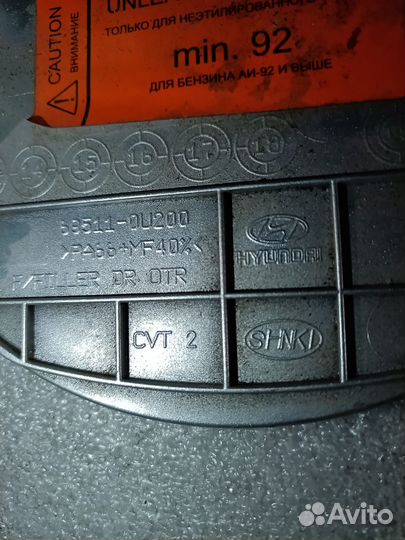 CAUTION
ВНИМАНИЕ
ТОЛЬКО ДЛЯ НЕЭТИЛИРОВАННОГО
min. 92
ДЛЯ БЕНЗИНА АИ-92 И ВЫШЕ
14 15 16 17 18
69511-0U200
>PA66+MF40%<
F/FILLER DR OTR
HYUNDAI
CVT 2
SHNKI
Avito